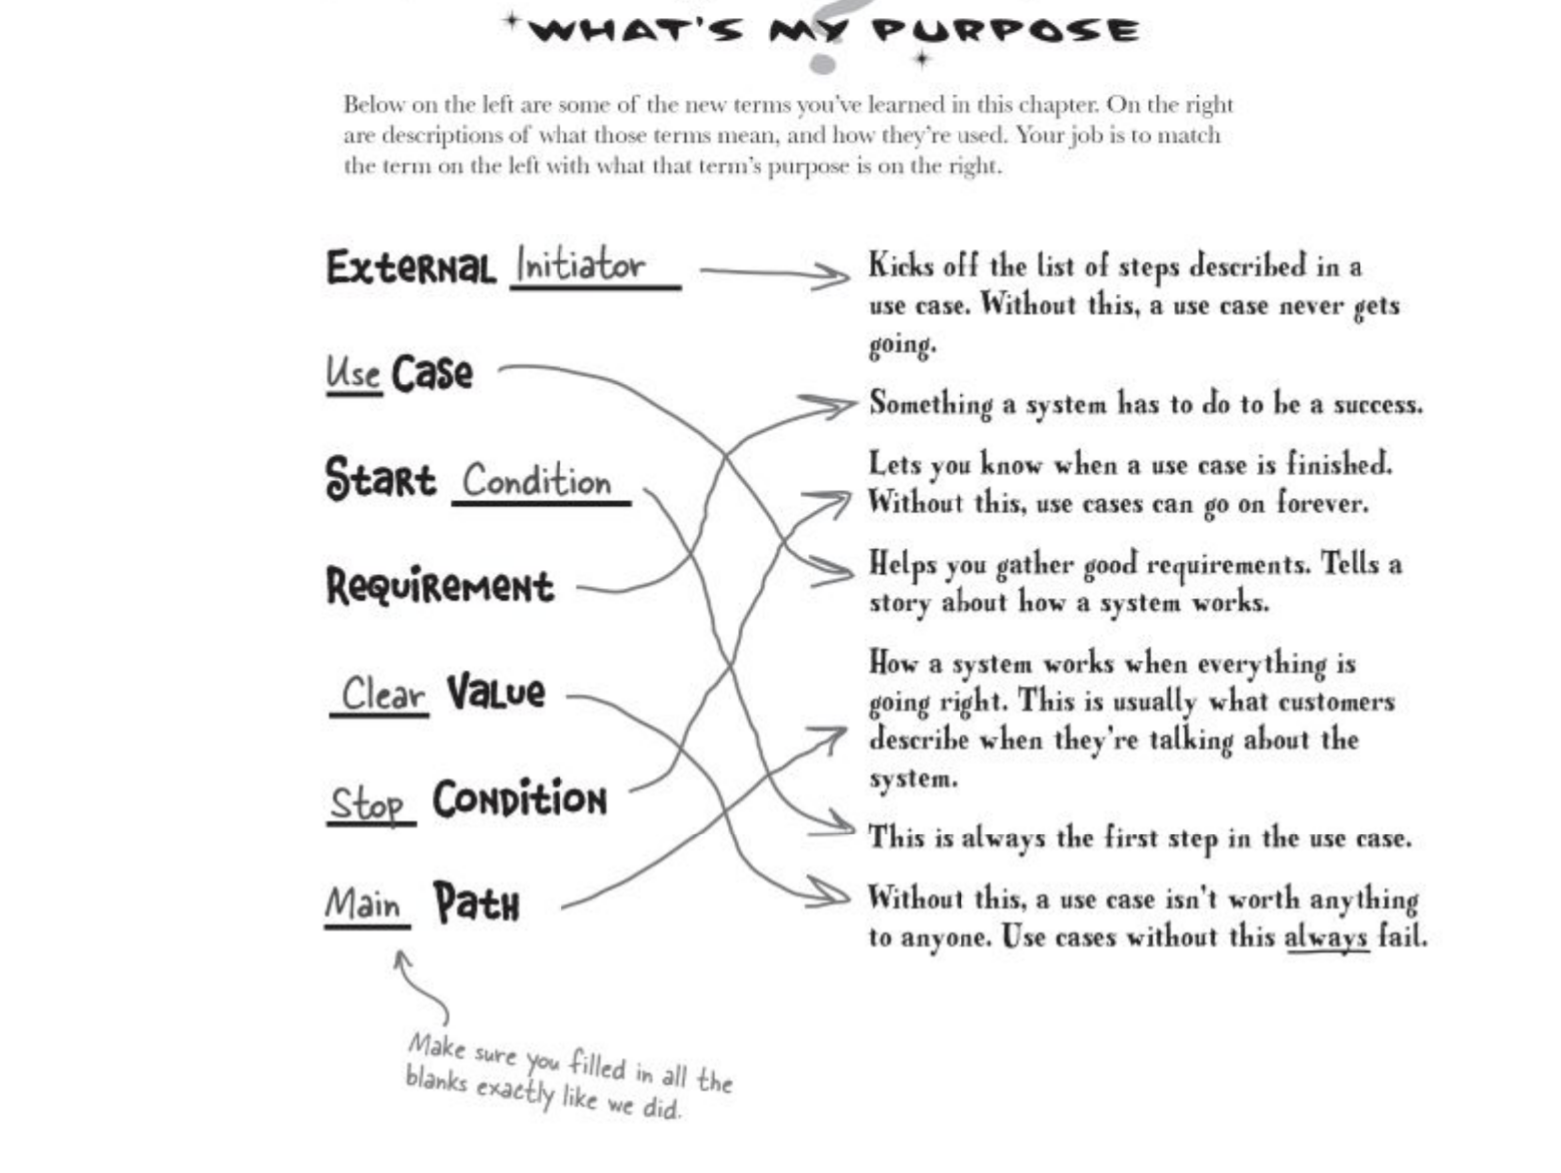 WHAT'S MY PURPOSE
?
Below on the left are some of the new terms you've learned in this chapter. On the right
are descriptions of what those terms mean, and how they're used. Your job is to match
the term on the left with what that term's purpose is on the right.
External Initiator
Use Case
Start Condition
Requirement
Clear Value
Stop Condition
Main Path
Kicks off the list of steps described in a
use case. Without this, a use case never gets
going.
Something a system has to do to be a success.
Lets you know when a use case is finished.
Without this, use cases can go on forever.
Helps you gather good requirements. Tells a
story about how a system works.
How a system works when everything is
going right. This is usually what customers
describe when they're talking about the
system.
This is always the first step in the use case.
Without this, a use case isn't worth anything
to anyone. Use cases without this always fail.
Make sure you filled in all the
blanks exactly like we did.